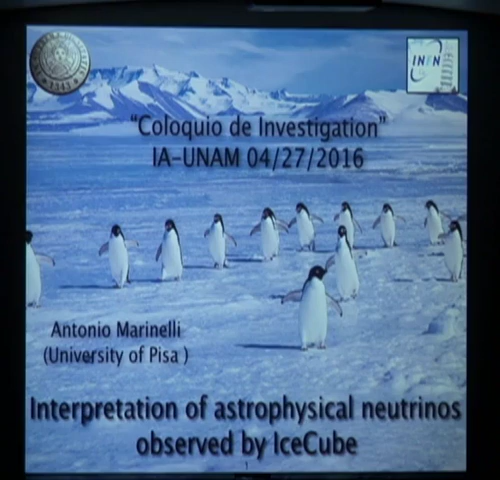 INFN
"Coloquio de Investigation"
IA-UNAM 04/27/2016
Antonio Marinelli
(University of Pisa )
Interpretation of astrophysical neutrinos
observed by IceCube
1